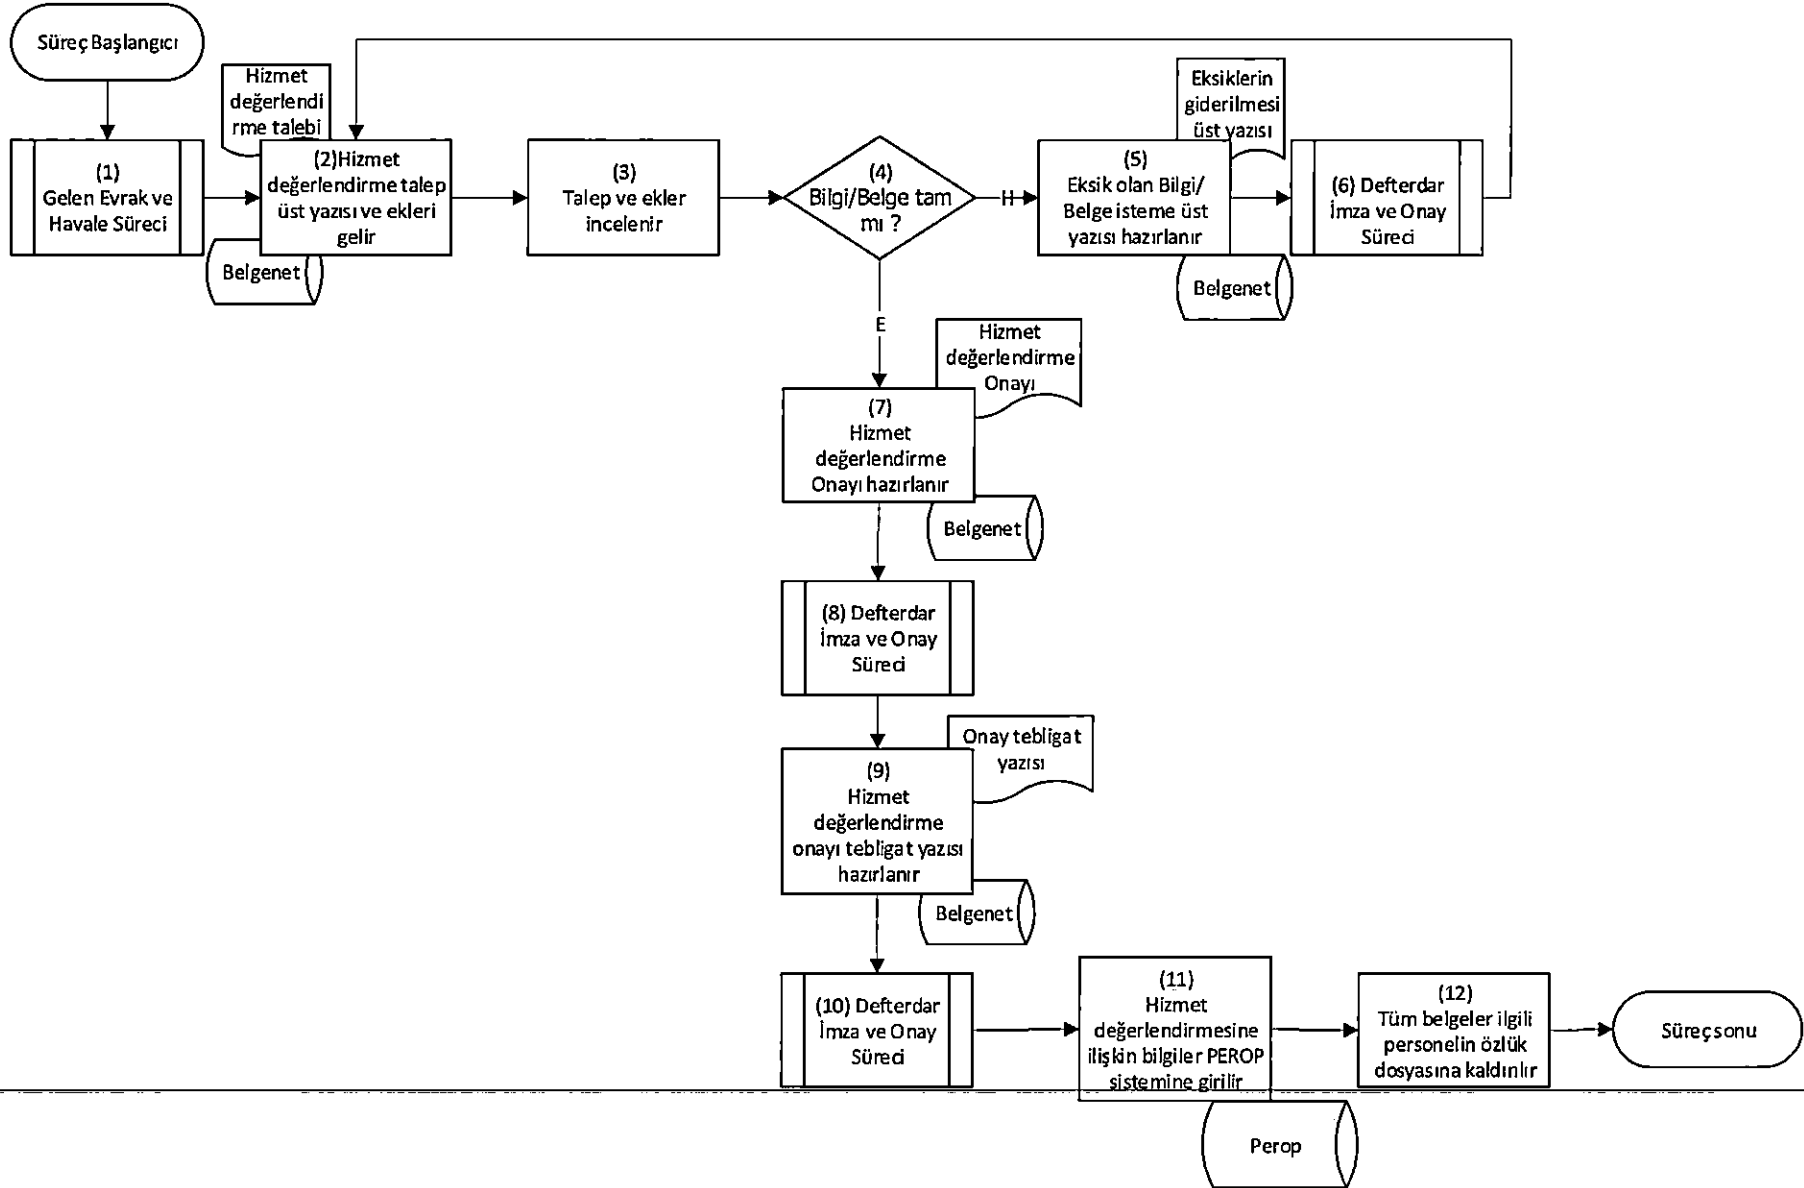 Süreç Başlangıcı
Hizmet
değerlendi
rme talebi
Eksiklerin
giderilmesi
üst yazısı
(1)
Gelen Evrak ve
Havale Süreci
(2)Hizmet
değerlendirme talep
üst yazısı ve ekleri
gelir
Belgenet
(3)
Talep ve ekler
incelenir
(4)
Bilgi/Belge tam
mı ?
H
(5)
Eksik olan Bilgi/
Belge isteme üst
yazısı hazırlanır
Belgenet
(6) Defterdar
İmza ve Onay
Süreci
E
Hizmet
değerlendirme
Onayı
(7)
Hizmet
değerlendirme
Onayı hazırlanır
Belgenet
(8) Defterdar
İmza ve Onay
Süreci
Onay tebligat
yazısı
(9)
Hizmet
değerlendirme
onayı tebligat yazısı
hazırlanır
Belgenet
(10) Defterdar
İmza ve Onay
Süreci
(11)
Hizmet
değerlendirmesine
ilişkin bilgiler PEROP
sistemine girilir
Perop
(12)
Tüm belgeler ilgili
personelin özlük
dosyasına kaldırılır
Süreç sonu